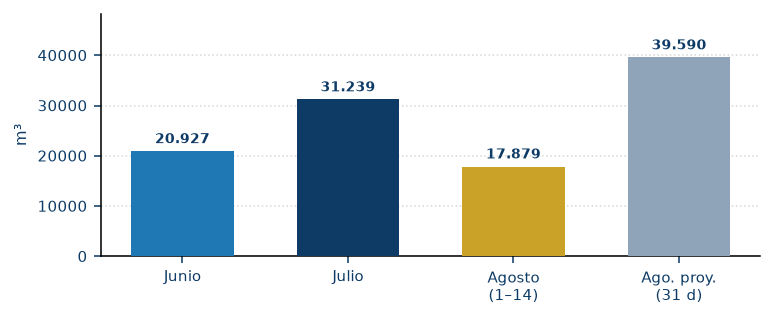 39.590
40000
31.239
30000
20.927
17.879
m³
20000
10000
0
Junio
Julio
Agosto
(1–14)
Ago. proy.
(31 d)